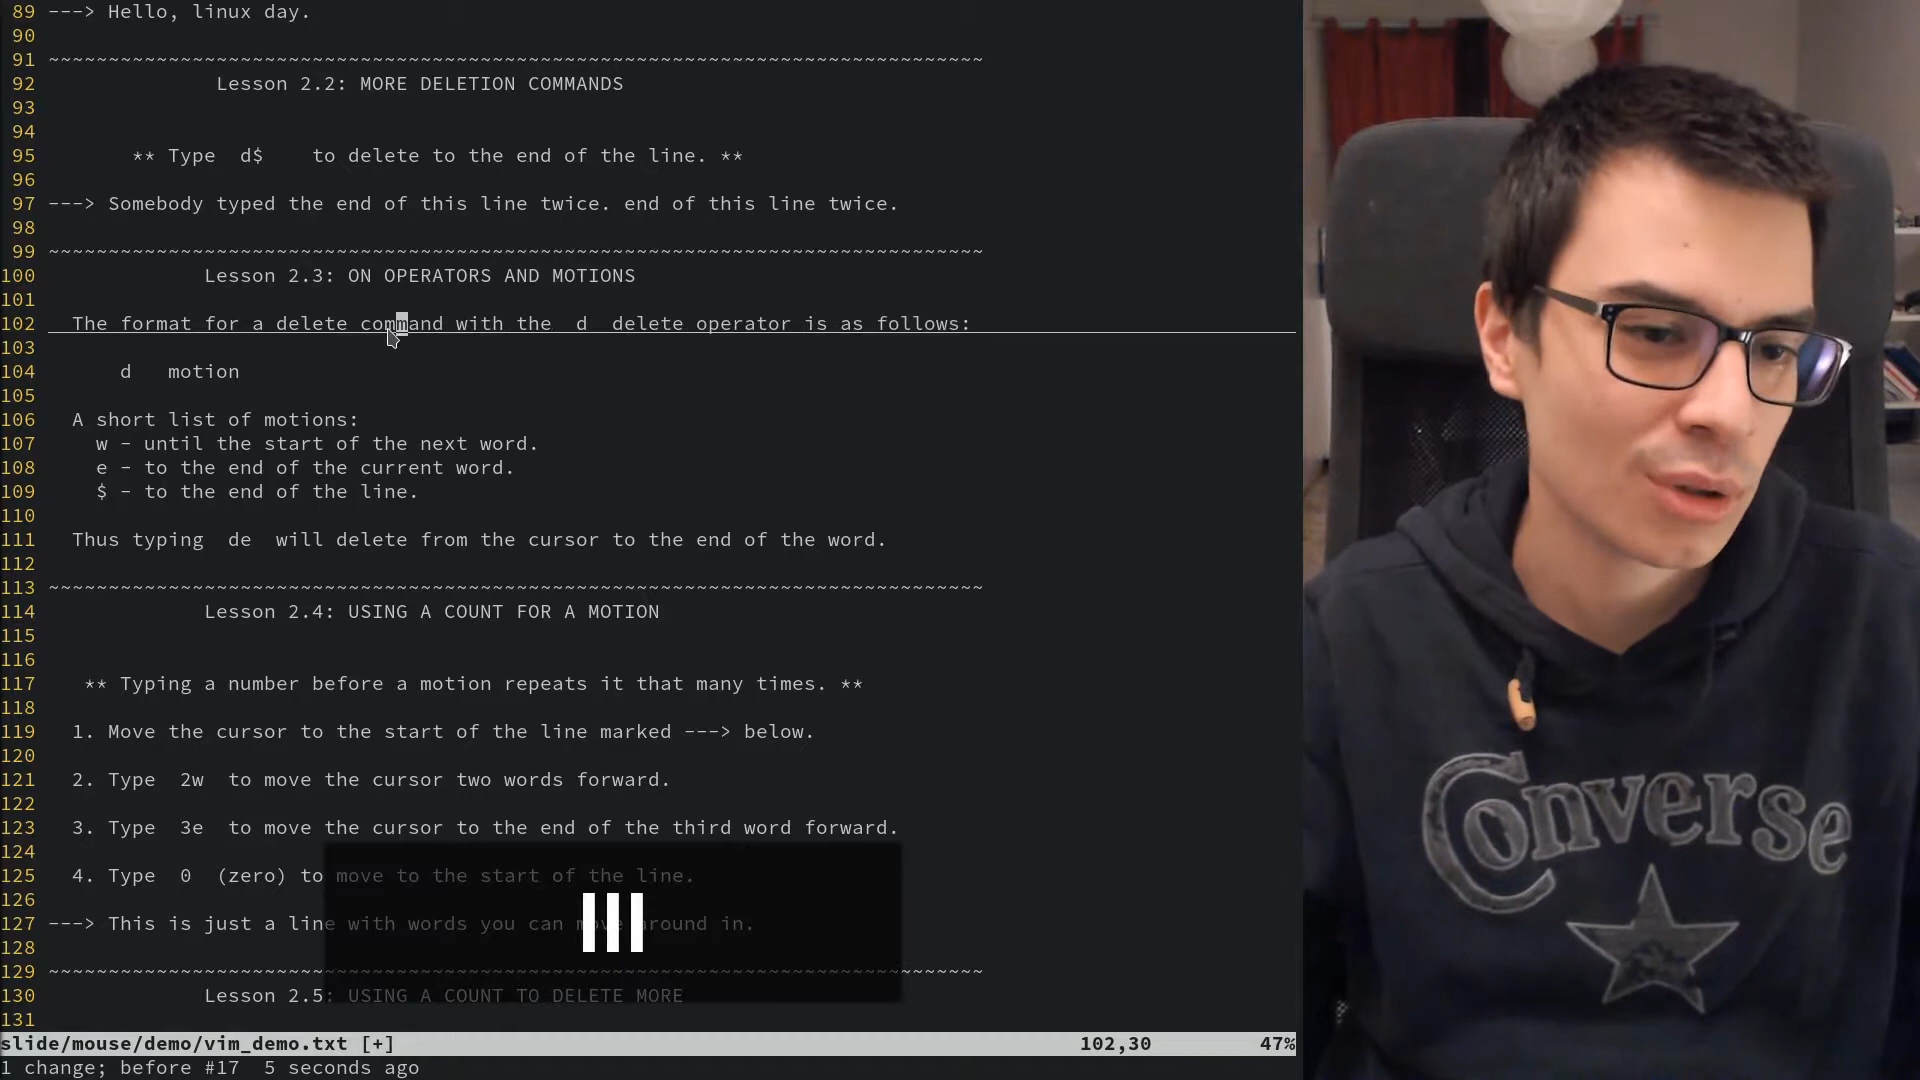 89 ---> Hello, linux day.
90
91 ~~~~~~~~~~~~~~~~~~~~~~~~~~~~~~~~~~~~~~~~~~~~~~~~~~~~~~~~~~~~~~~~~~~~~~~~~~~~~~
92 Lesson 2.2: MORE DELETION COMMANDS
93
94
95 ** Type d$ to delete to the end of the line. **
96
97 ---> Somebody typed the end of this line twice. end of this line twice.
98
99 ~~~~~~~~~~~~~~~~~~~~~~~~~~~~~~~~~~~~~~~~~~~~~~~~~~~~~~~~~~~~~~~~~~~~~~~~~~~~~~
100 Lesson 2.3: ON OPERATORS AND MOTIONS
101
102 The format for a delete command with the d delete operator is as follows:
103
104 d motion
105
106 A short list of motions:
107 w - until the start of the next word.
108 e - to the end of the current word.
109 $ - to the end of the line.
110
111 Thus typing de will delete from the cursor to the end of the word.
112
113 ~~~~~~~~~~~~~~~~~~~~~~~~~~~~~~~~~~~~~~~~~~~~~~~~~~~~~~~~~~~~~~~~~~~~~~~~~~~~~~
114 Lesson 2.4: USING A COUNT FOR A MOTION
115
116
117 ** Typing a number before a motion repeats it that many times. **
118
119 1. Move the cursor to the start of the line marked ---> below.
120
121 2. Type 2w to move the cursor two words forward.
122
123 3. Type 3e to move the cursor to the end of the third word forward.
124
125 4. Type 0 (zero) to move to the start of the line.
126
127 ---> This is just a line with words you can move around in.
128
129 ~~~~~~~~~~~~~~~~~~~~~~~~~~~~~~~~~~~~~~~~~~~~~~~~~~~~~~~~~~~~~~~~~~~~~~~~~~~~~~
130 Lesson 2.5: USING A COUNT TO DELETE MORE
131
slide/mouse/demo/vim_demo.txt [+] 102,30 47%
1 change; before #17 5 seconds ago
lll
Converse